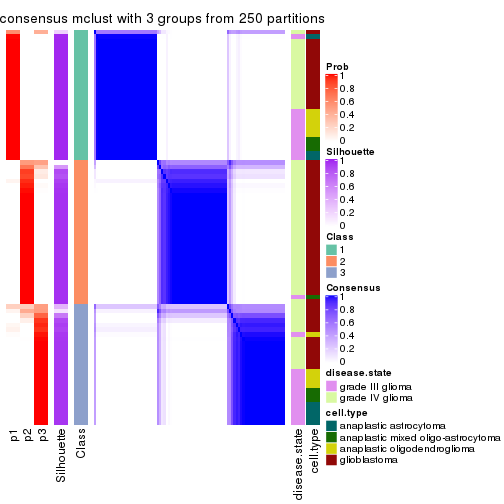 consensus mclust with 3 groups from 250 partitions
Prob
1
0.8
0.6
0.4
0.2
0
Silhouette
1
0.8
0.6
0.4
0.2
0
Class
1
2
3
Consensus
1
0.8
0.6
0.4
0.2
0
disease.state
grade III glioma
grade IV glioma
cell.type
anaplastic astrocytoma
anaplastic mixed oligo-astrocytoma
anaplastic oligodendroglioma
glioblastoma
p1
p2
p3
Silhouette
Class
disease.state
cell.type